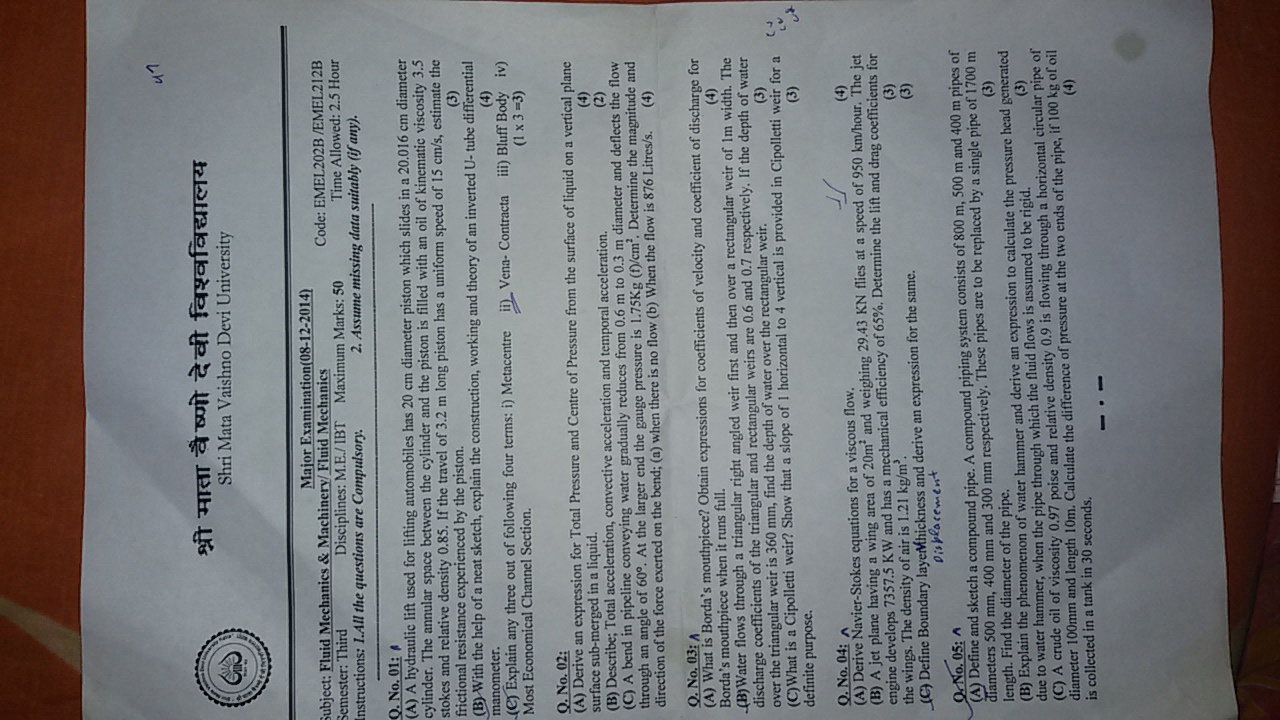 47
श्री माता वैष्णो देवी विश्वविद्यालय
Shri Mata Vaishno Devi University
Major Examination(08-12-2014)
Subject: Fluid Mechanics & Machinery/ Fluid Mechanics Code: EMEL202B /EMEL212B
Semester: Third Disciplines: M.E./ IBT Maximum Marks: 50 Time Allowed: 2.5 Hour
Instructions: 1.All the questions are Compulsory. 2. Assume missing data suitably (if any).
Q. No. 01:
(A) A hydraulic lift used for lifting automobiles has 20 cm diameter piston which slides in a 20.016 cm diameter
cylinder. The annular space between the cylinder and the piston is filled with an oil of kinematic viscosity 3.5
stokes and relative density 0.85. If the travel of 3.2 m long piston has a uniform speed of 15 cm/s, estimate the
frictional resistance experienced by the piston. (3)
(B) With the help of a neat sketch, explain the construction, working and theory of an inverted U- tube differential
manometer. (4)
(C) Explain any three out of following four terms: i) Metacentre ii) Vena- Contracta iii) Bluff Body iv)
Most Economical Channel Section. (1 x 3 =3)
Q. No. 02:
(A) Derive an expression for Total Pressure and Centre of Pressure from the surface of liquid on a vertical plane
surface sub-merged in a liquid. (4)
(B) Describe; Total acceleration, convective acceleration and temporal acceleration. (2)
(C) A bend in pipeline conveying water gradually reduces from 0.6 m to 0.3 m diameter and deflects the flow
through an angle of 60°. At the larger end the gauge pressure is 1.75Kg (f)/cm². Determine the magnitude and
direction of the force exerted on the bend; (a) when there is no flow (b) When the flow is 876 Litres/s. (4)
Q. No. 03:
(A) What is Borda's mouthpiece? Obtain expressions for coefficients of velocity and coefficient of discharge for
Borda's mouthpiece when it runs full. (4)
(B)Water flows through a triangular right angled weir first and then over a rectangular weir of 1m width. The
discharge coefficients of the triangular and rectangular weirs are 0.6 and 0.7 respectively. If the depth of water
over the triangular weir is 360 mm, find the depth of water over the rectangular weir. (3)
(C)What is a Cipolletti weir? Show that a slope of 1 horizontal to 4 vertical is provided in Cipolletti weir for a
definite purpose. (3)
Q. No. 04:
(A) Derive Navier-Stokes equations for a viscous flow. (4)
(B) A jet plane having a wing area of 20m² and weighing 29.43 KN flies at a speed of 950 km/hour. The jet
engine develops 7357.5 KW and has a mechanical efficiency of 65%. Determine the lift and drag coefficients for
the wings. The density of air is 1.21 kg/m³. (3)
(C) Define Boundary layer thickness and derive an expression for the same. (3)
Displacement
Q. No. 05:
(A) Define and sketch a compound pipe. A compound piping system consists of 800 m, 500 m and 400 m pipes of
diameters 500 mm, 400 mm and 300 mm respectively. These pipes are to be replaced by a single pipe of 1700 m
length. Find the diameter of the pipe. (3)
(B) Explain the phenomenon of water hammer and derive an expression to calculate the pressure head generated
due to water hammer, when the pipe through which the fluid flows is assumed to be rigid. (3)
(C) A crude oil of viscosity 0.97 poise and relative density 0.9 is flowing through a horizontal circular pipe of
diameter 100mm and length 10m. Calculate the difference of pressure at the two ends of the pipe, if 100 kg of oil
is collected in a tank in 30 seconds. (4)